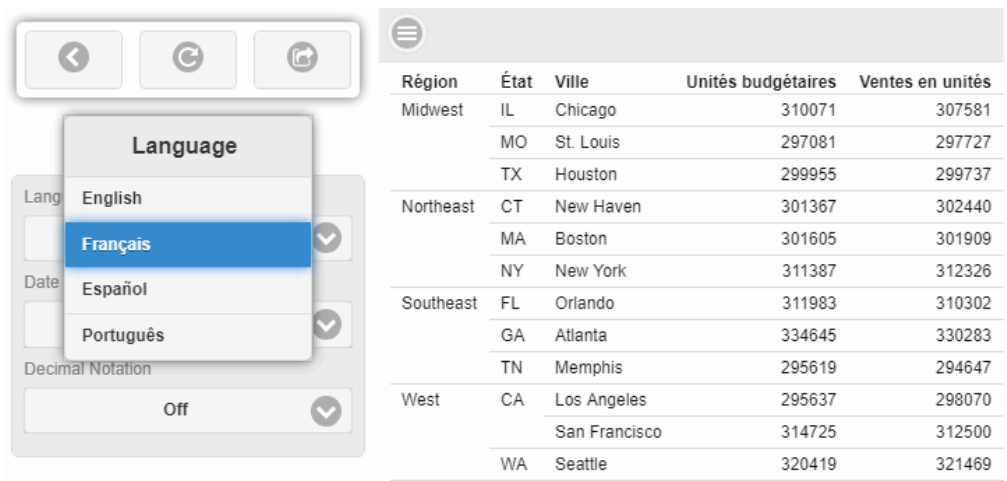 Language
Lang
English
Français
Date
Español
Português
Decimal Notation
Off
Région État Ville Unités budgétaires Ventes en unités
Midwest IL Chicago 310071 307581
MO St. Louis 297081 297727
TX Houston 299955 299737
Northeast CT New Haven 301367 302440
MA Boston 301605 301909
NY New York 311387 312326
Southeast FL Orlando 311983 310302
GA Atlanta 334645 330283
TN Memphis 295619 294647
West CA Los Angeles 295637 298070
San Francisco 314725 312500
WA Seattle 320419 321469